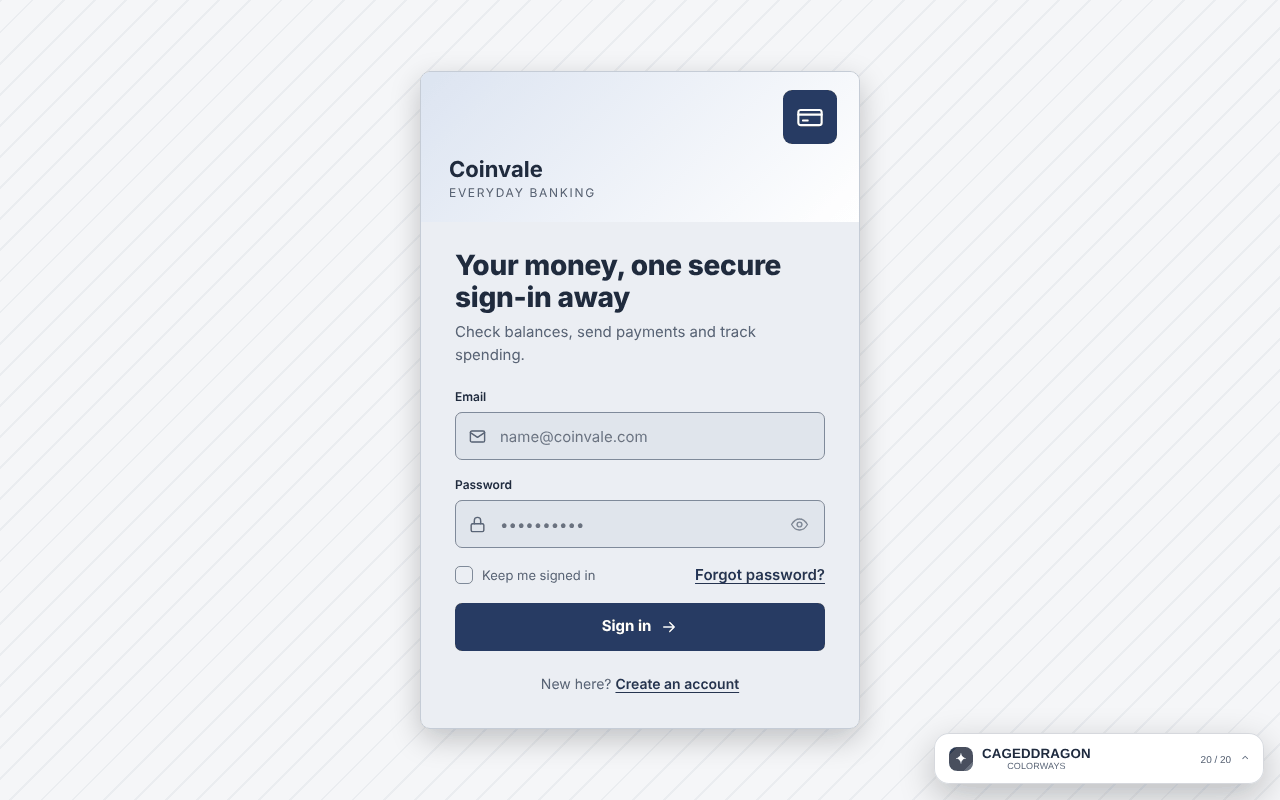 Coinvale
EVERYDAY BANKING
Your money, one secure
sign-in away
Check balances, send payments and track
spending.
Email
name@coinvale.com
Password
••••••••••
Keep me signed in
Forgot password?
Sign in →
New here? Create an account
CAGEDDRAGON
COLORWAYS
20 / 20